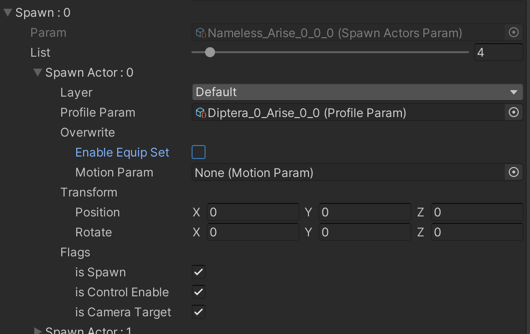 Spawn : 0
Param Nameless_Arise_0_0_0 (Spawn Actors Param)
List 4
Spawn Actor : 0
Layer Default
Profile Param Diptera_0_Arise_0_0 (Profile Param)
Overwrite
Enable Equip Set
Motion Param None (Motion Param)
Transform
Position X 0 Y 0 Z 0
Rotate X 0 Y 0 Z 0
Flags
is Spawn
is Control Enable
is Camera Target
Spawn Actor : 1